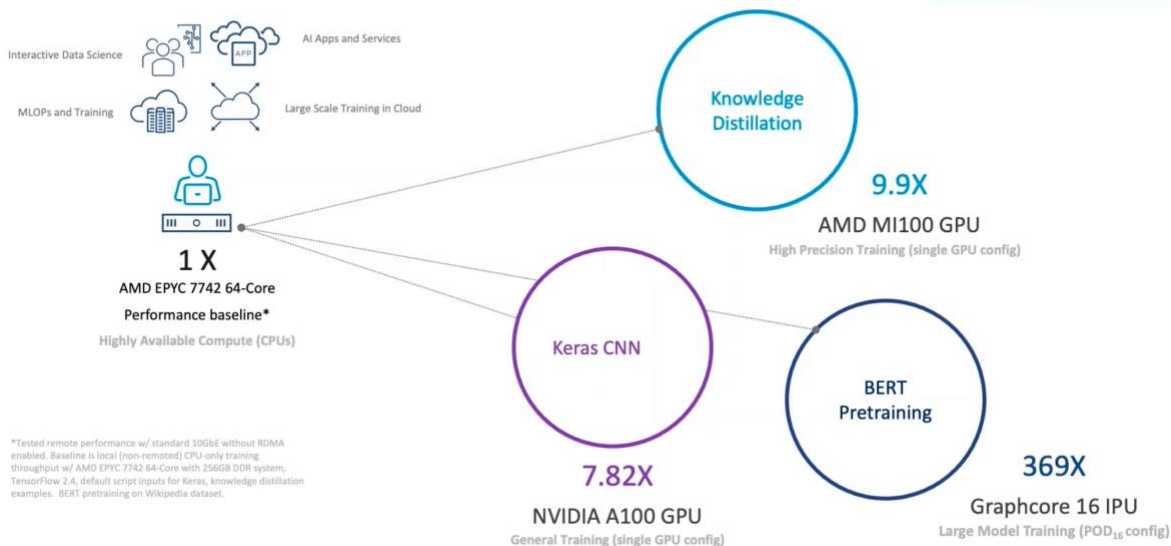 Interactive Data Science
AI Apps and Services
APP
MLOPs and Training
Large Scale Training in Cloud
1 X
AMD EPYC 7742 64-Core
Performance baseline*
Highly Available Compute (CPUs)
Knowledge
Distillation
9.9X
AMD MI100 GPU
High Precision Training (single GPU config)
Keras CNN
7.82X
NVIDIA A100 GPU
General Training (single GPU config)
BERT
Pretraining
369X
Graphcore 16 IPU
Large Model Training (POD16 config)
*Tested remote performance w/ standard 10GbE without RDMA
enabled. Baseline is local (non-remoted) CPU-only training
throughput w/ AMD EPYC 7742 64-Core with 256GB DDR system,
TensorFlow 2.4, default script inputs for Keras, knowledge distillation
examples. BERT pretraining on Wikipedia dataset.